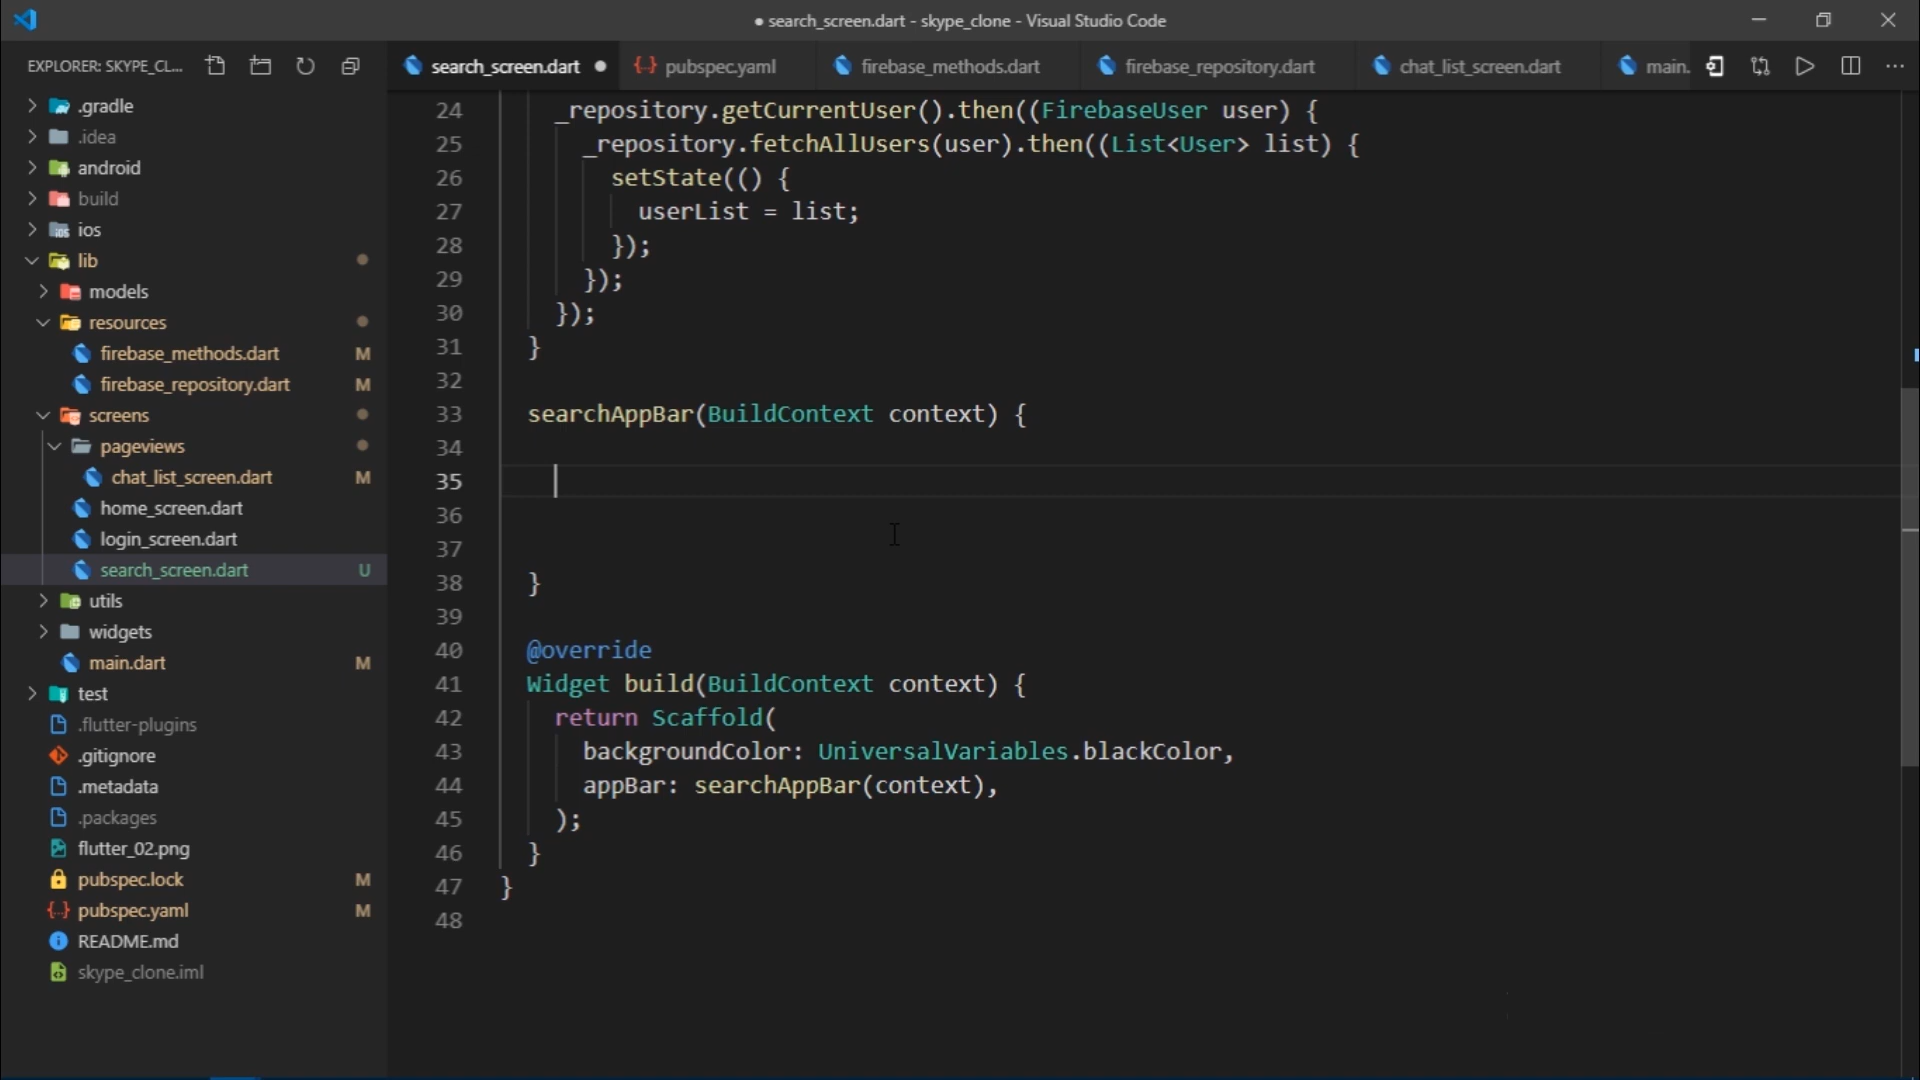 ● search_screen.dart - skype_clone - Visual Studio Code
EXPLORER: SKYPE_CL...
search_screen.dart ●
pubspec.yaml
firebase_methods.dart
firebase_repository.dart
chat_list_screen.dart
main.
.gradle
.idea
android
build
ios
lib
models
resources
firebase_methods.dart M
firebase_repository.dart M
screens
pageviews
chat_list_screen.dart M
home_screen.dart
login_screen.dart
search_screen.dart U
utils
widgets
main.dart M
test
.flutter-plugins
.gitignore
.metadata
.packages
flutter_02.png
pubspec.lock M
pubspec.yaml M
README.md
skype_clone.iml
24 _repository.getCurrentUser().then((FirebaseUser user) {
25 _repository.fetchAllUsers(user).then((List<User> list) {
26 setState(() {
27 userList = list;
28 });
29 });
30 });
31 }
32
33 searchAppBar(BuildContext context) {
34
35
36
37
38 }
39
40 @override
41 Widget build(BuildContext context) {
42 return Scaffold(
43 backgroundColor: UniversalVariables.blackColor,
44 appBar: searchAppBar(context),
45 );
46 }
47 }
48